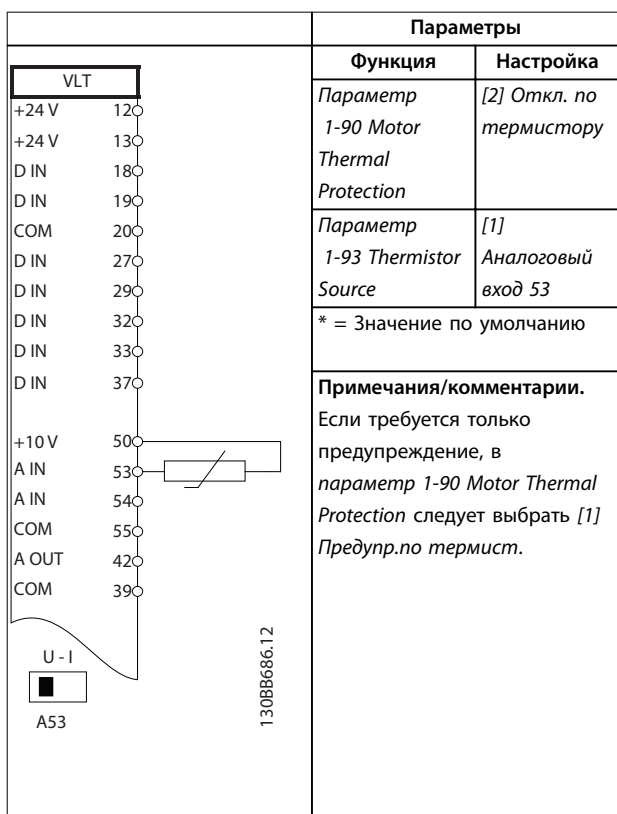 VLT
+24 V 12
+24 V 13
D IN 18
D IN 19
COM 20
D IN 27
D IN 29
D IN 32
D IN 33
D IN 37
+10 V 50
A IN 53
A IN 54
COM 55
A OUT 42
COM 39
U - I
A53
130BB686.12
Параметры
Функция Настройка
Параметр [2] Откл. по
1-90 Motor термистору
Thermal
Protection
Параметр [1]
1-93 Thermistor Аналоговый
Source вход 53
* = Значение по умолчанию
Примечания/комментарии.
Если требуется только
предупреждение, в
параметр 1-90 Motor Thermal
Protection следует выбрать [1]
Предупр.по термист.